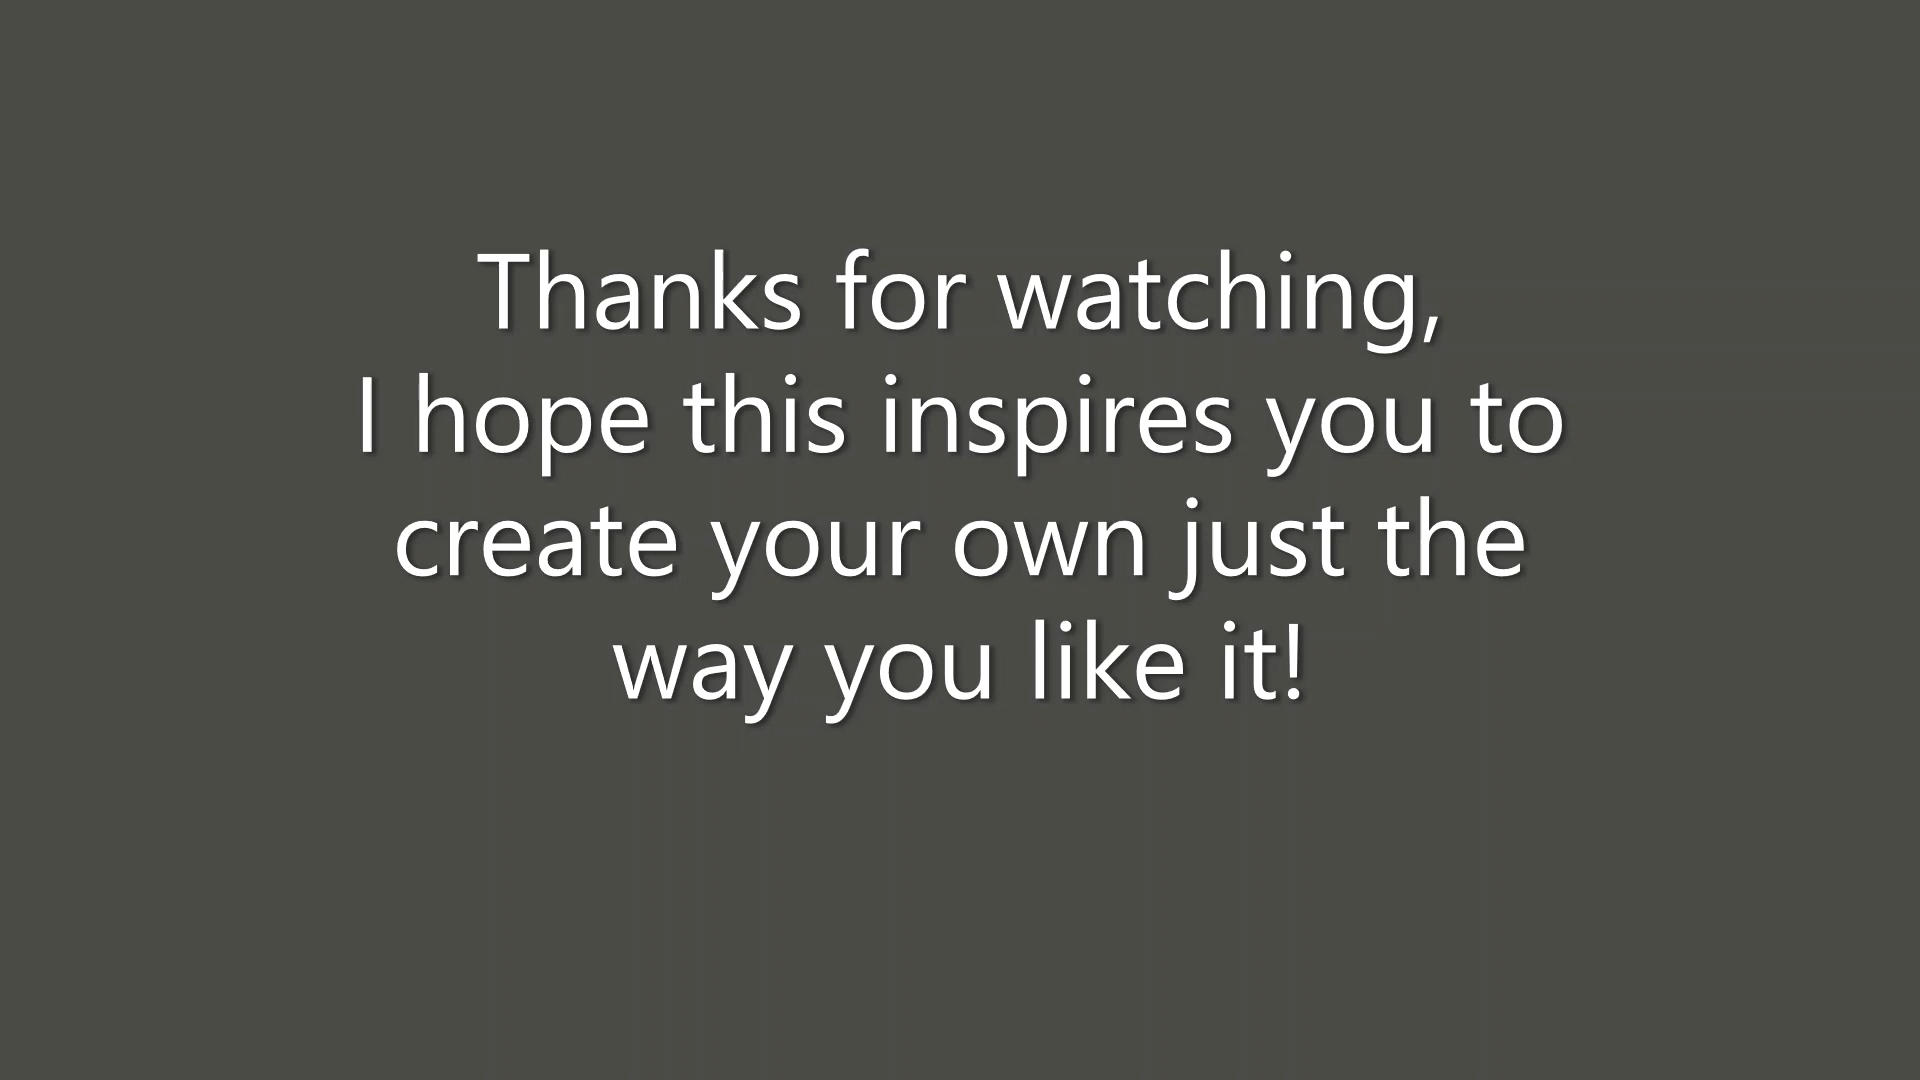 Thanks for watching,
I hope this inspires you to
create your own just the
way you like it!